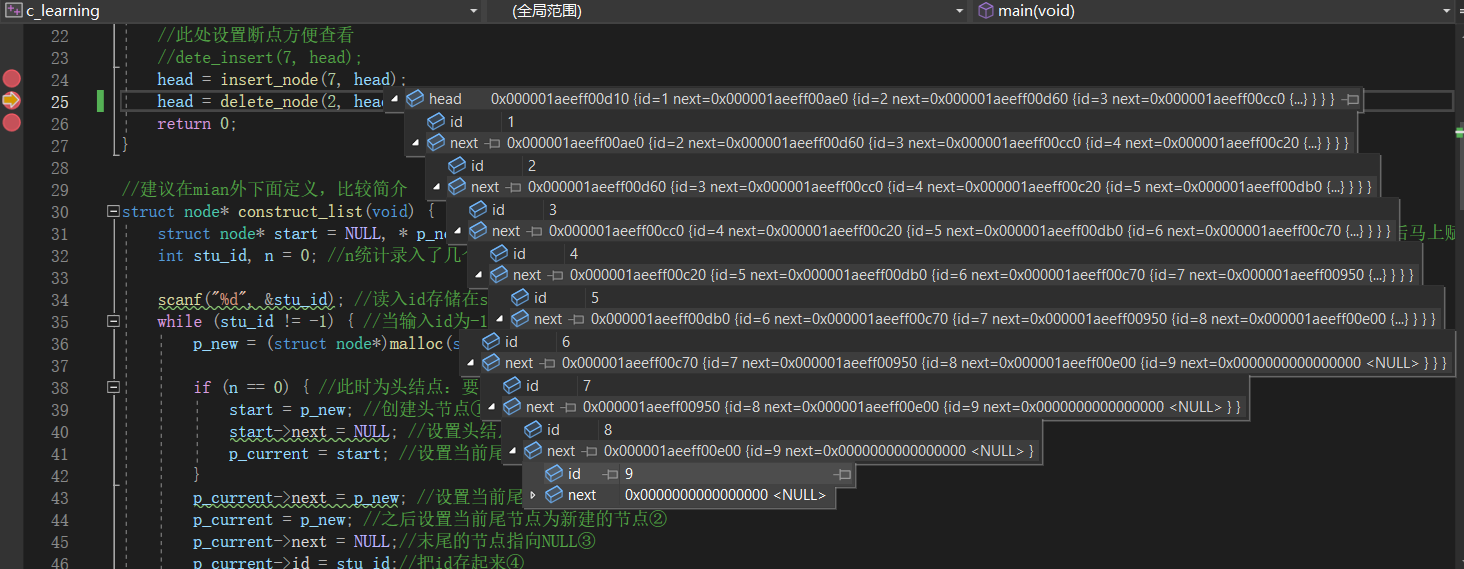 c_learning (全局范围) main(void)
22 //此处设置断点方便查看
23 //dete_insert(7, head);
24 head = insert_node(7, head);
25 head = delete_node(2, head
head 0x000001aeeff00d10 {id=1 next=0x000001aeeff00ae0 {id=2 next=0x000001aeeff00d60 {id=3 next=0x000001aeeff00cc0 {...} } } }
26 return 0;
id 1
27 }
next 0x000001aeeff00ae0 {id=2 next=0x000001aeeff00d60 {id=3 next=0x000001aeeff00cc0 {id=4 next=0x000001aeeff00c20 {...} } } }
28
id 2
29 //建议在mian外下面定义，比较简介
next 0x000001aeeff00d60 {id=3 next=0x000001aeeff00cc0 {id=4 next=0x000001aeeff00c20 {id=5 next=0x000001aeeff00db0 {...} } } }
30 struct node* construct_list(void) {
id 3
31 struct node* start = NULL, * p_ne
next 0x000001aeeff00cc0 {id=4 next=0x000001aeeff00c20 {id=5 next=0x000001aeeff00db0 {id=6 next=0x000001aeeff00c70 {...} } } }
后马上赋
32 int stu_id, n = 0; //n统计录入了几个
id 4
33
next 0x000001aeeff00c20 {id=5 next=0x000001aeeff00db0 {id=6 next=0x000001aeeff00c70 {id=7 next=0x000001aeeff00950 {...} } } }
34 scanf("%d", &stu_id); //读入id存储在s
id 5
35 while (stu_id != -1) { //当输入id为-1
next 0x000001aeeff00db0 {id=6 next=0x000001aeeff00c70 {id=7 next=0x000001aeeff00950 {id=8 next=0x000001aeeff00e00 {...} } } }
36 p_new = (struct node*)malloc(s
id 6
37
next 0x000001aeeff00c70 {id=7 next=0x000001aeeff00950 {id=8 next=0x000001aeeff00e00 {id=9 next=0x0000000000000000 <NULL> } } }
38 if (n == 0) { //此时为头结点：要
id 7
39 start = p_new; //创建头节点①
next 0x000001aeeff00950 {id=8 next=0x000001aeeff00e00 {id=9 next=0x0000000000000000 <NULL> } }
40 start->next = NULL; //设置头结
id 8
41 p_current = start; //设置当前尾
next 0x000001aeeff00e00 {id=9 next=0x0000000000000000 <NULL> }
42 }
id 9
43 p_current->next = p_new; //设置当前尾
next 0x0000000000000000 <NULL>
44 p_current = p_new; //之后设置当前尾节点为新建的节点②
45 p_current->next = NULL;//末尾的节点指向NULL③
46 p_current->id = stu_id;//把id存起来④